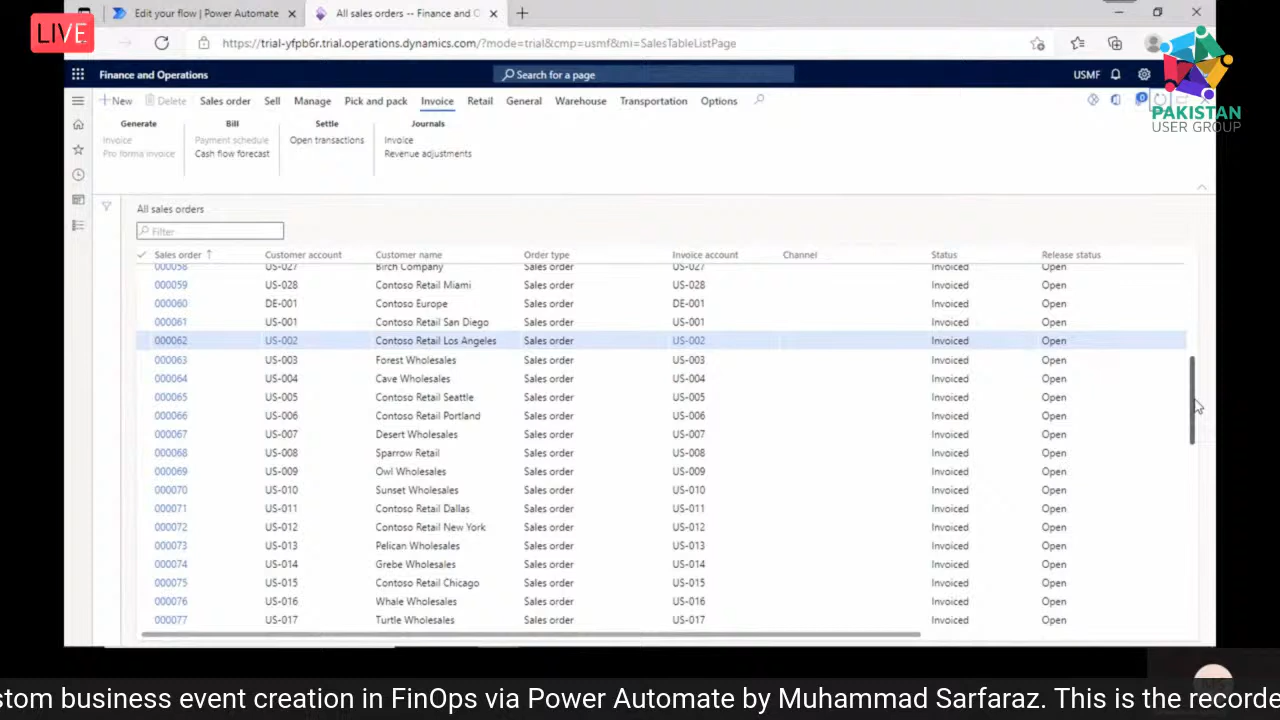 LIVE
Edit your flow | Power Automate
All sales orders -- Finance and O
https://trial-yfpb6r.trial.operations.dynamics.com/?mode=trial&cmp=usmf&mi=SalesTableListPage
Finance and Operations
Search for a page
USMF
PAKISTAN
USER GROUP
New Delete Sales order Sell Manage Pick and pack Invoice Retail General Warehouse Transportation Options
0
Generate Bill Settle Journals
Invoice Payment schedule Open transactions Invoice
Pro forma invoice Cash flow forecast Revenue adjustments
All sales orders
Filter
Sales order ↑ Customer account Customer name Order type Invoice account Channel Status Release status
000058 US-027 Birch Company Sales order US-027 Invoiced Open
000059 US-028 Contoso Retail Miami Sales order US-028 Invoiced Open
000060 DE-001 Contoso Europe Sales order DE-001 Invoiced Open
000061 US-001 Contoso Retail San Diego Sales order US-001 Invoiced Open
000062 US-002 Contoso Retail Los Angeles Sales order US-002 Invoiced Open
000063 US-003 Forest Wholesales Sales order US-003 Invoiced Open
000064 US-004 Cave Wholesales Sales order US-004 Invoiced Open
000065 US-005 Contoso Retail Seattle Sales order US-005 Invoiced Open
000066 US-006 Contoso Retail Portland Sales order US-006 Invoiced Open
000067 US-007 Desert Wholesales Sales order US-007 Invoiced Open
000068 US-008 Sparrow Retail Sales order US-008 Invoiced Open
000069 US-009 Owl Wholesales Sales order US-009 Invoiced Open
000070 US-010 Sunset Wholesales Sales order US-010 Invoiced Open
000071 US-011 Contoso Retail Dallas Sales order US-011 Invoiced Open
000072 US-012 Contoso Retail New York Sales order US-012 Invoiced Open
000073 US-013 Pelican Wholesales Sales order US-013 Invoiced Open
000074 US-014 Grebe Wholesales Sales order US-014 Invoiced Open
000075 US-015 Contoso Retail Chicago Sales order US-015 Invoiced Open
000076 US-016 Whale Wholesales Sales order US-016 Invoiced Open
000077 US-017 Turtle Wholesales Sales order US-017 Invoiced Open
stom business event creation in FinOps via Power Automate by Muhammad Sarfaraz. This is the recorde